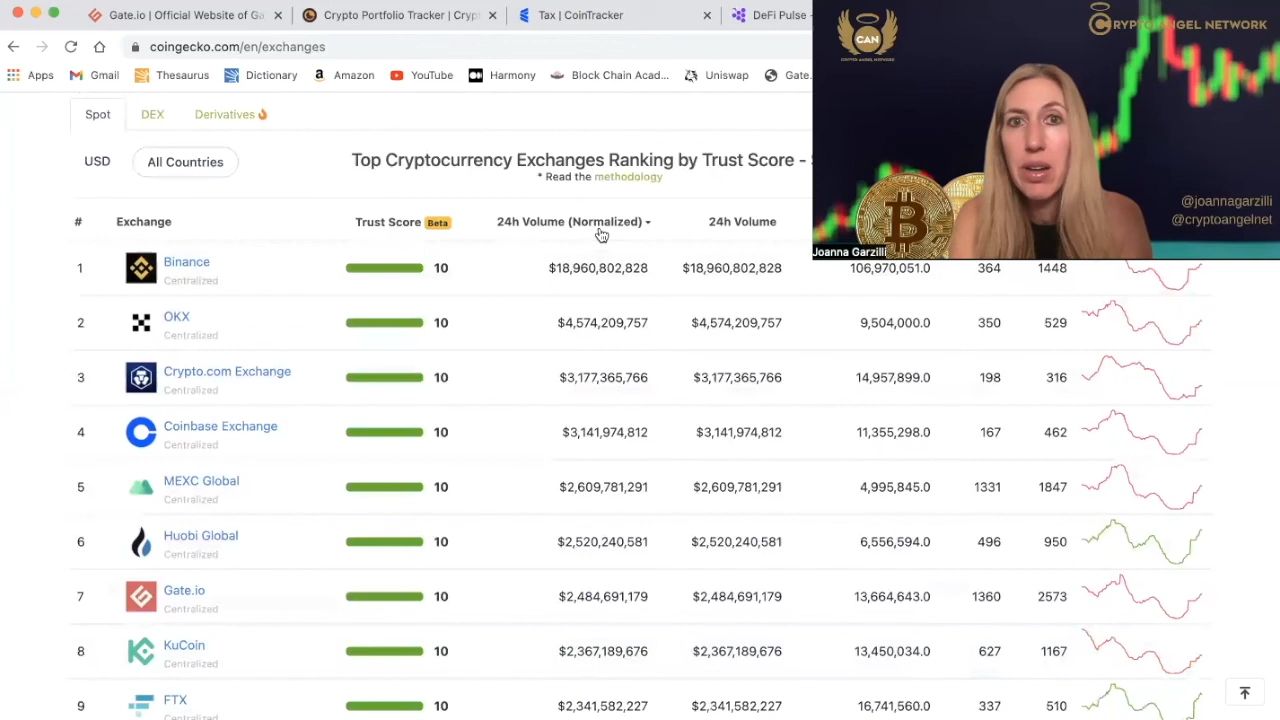 Gate.io | Official Website of Ga
Crypto Portfolio Tracker | Crypt
Tax | CoinTracker
DeFi Pulse -
coingecko.com/en/exchanges
Apps Gmail Thesaurus Dictionary Amazon YouTube Harmony Block Chain Acad... Uniswap Gate.
CAN
CRYPTO ANGEL NETWORK
CRYPTO ANGEL NETWORK
@joannagarzilli
@cryptoangelnet
Joanna Garzilli
Spot DEX Derivatives
USD All Countries
Top Cryptocurrency Exchanges Ranking by Trust Score -
* Read the methodology
# Exchange Trust Score Beta 24h Volume (Normalized) 24h Volume
1 Binance 10 $18,960,802,828 $18,960,802,828 106,970,051.0 364 1448
Centralized
2 OKX 10 $4,574,209,757 $4,574,209,757 9,504,000.0 350 529
Centralized
3 Crypto.com Exchange 10 $3,177,365,766 $3,177,365,766 14,957,899.0 198 316
Centralized
4 Coinbase Exchange 10 $3,141,974,812 $3,141,974,812 11,355,298.0 167 462
Centralized
5 MEXC Global 10 $2,609,781,291 $2,609,781,291 4,995,845.0 1331 1847
Centralized
6 Huobi Global 10 $2,520,240,581 $2,520,240,581 6,556,594.0 496 950
Centralized
7 Gate.io 10 $2,484,691,179 $2,484,691,179 13,664,643.0 1360 2573
Centralized
8 KuCoin 10 $2,367,189,676 $2,367,189,676 13,450,034.0 627 1167
Centralized
9 FTX 10 $2,341,582,227 $2,341,582,227 16,741,560.0 337 510
Centralized